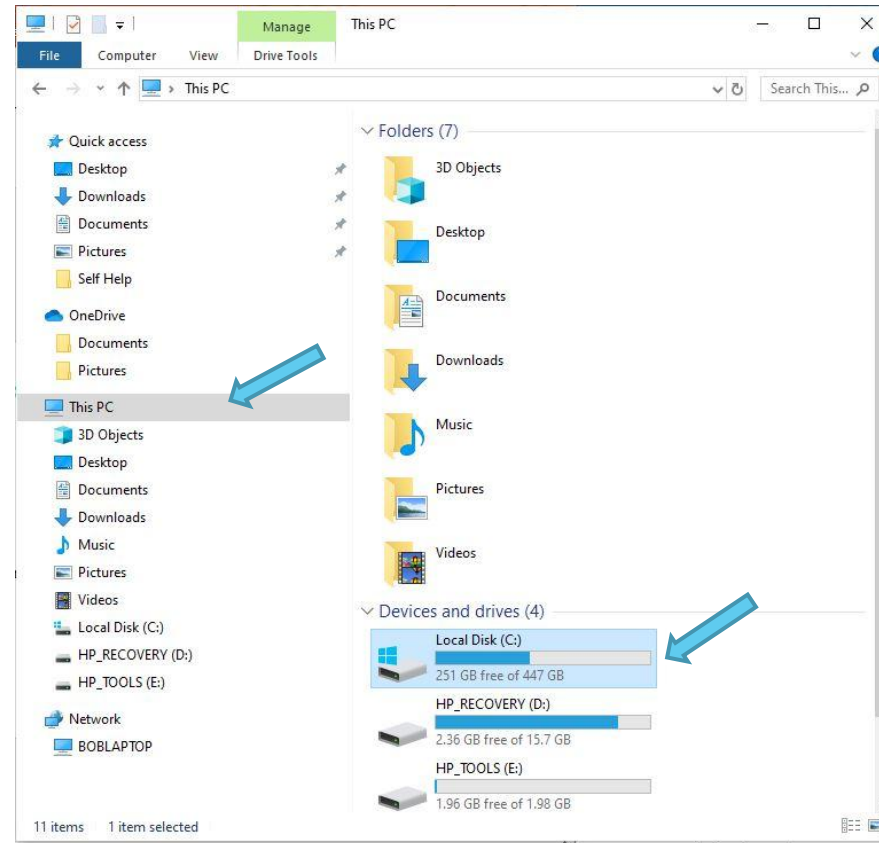 Manage
This PC
File
Computer
View
Drive Tools
This PC
Search This...
Quick access
Desktop
Downloads
Documents
Pictures
Self Help
OneDrive
Documents
Pictures
This PC
3D Objects
Desktop
Documents
Downloads
Music
Pictures
Videos
Local Disk (C:)
HP_RECOVERY (D:)
HP_TOOLS (E:)
Network
BOBLAPTOP
Folders (7)
3D Objects
Desktop
Documents
Downloads
Music
Pictures
Videos
Devices and drives (4)
Local Disk (C:)
251 GB free of 447 GB
HP_RECOVERY (D:)
2.36 GB free of 15.7 GB
HP_TOOLS (E:)
1.96 GB free of 1.98 GB
11 items
1 item selected